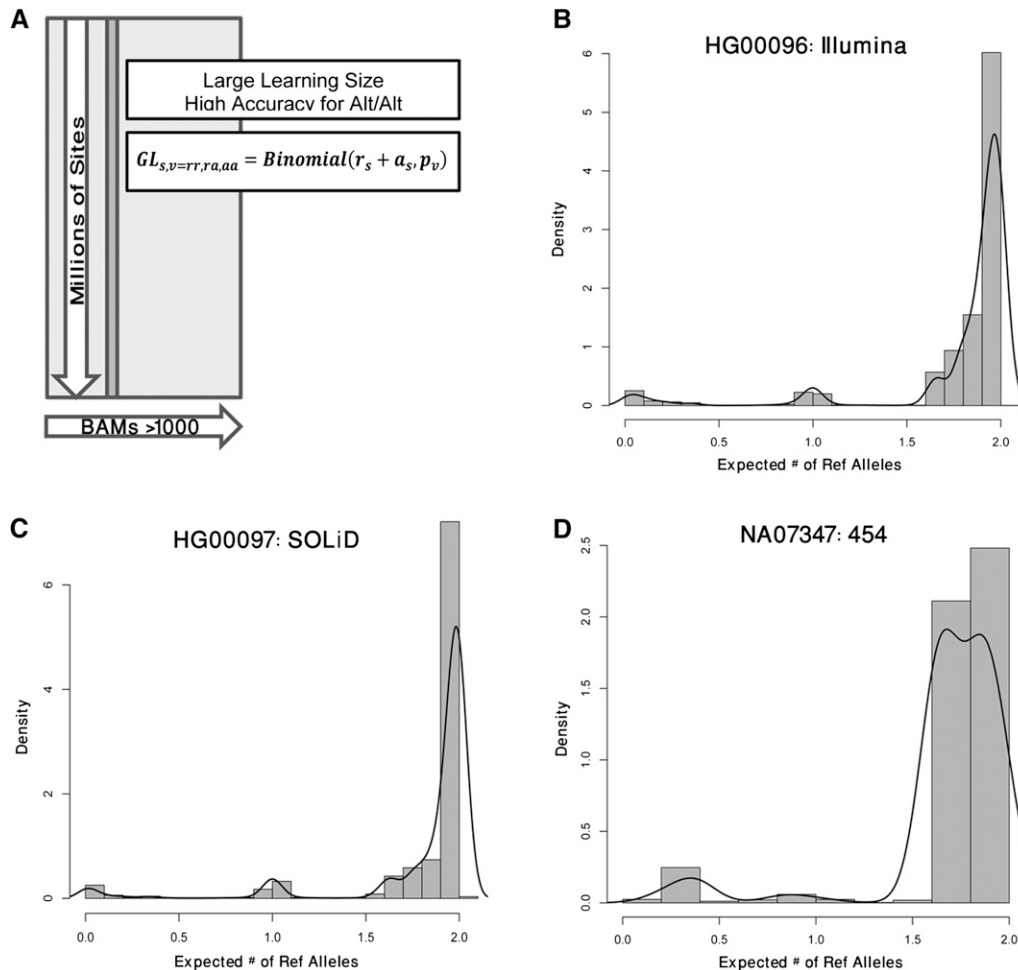 A
Millions of Sites
Large Learning Size
High Accuracy for Alt/Alt
GL_{s,v=rr,ra,aa} = Binomial(r_s + a_s, p_v)
BAMs >1000
B
HG00096: Illumina
Density
0 1 2 3 4 5 6
0.0 0.5 1.0 1.5 2.0
Expected # of Ref Alleles
C
HG00097: SOLiD
Density
0 2 4 6
0.0 0.5 1.0 1.5 2.0
Expected # of Ref Alleles
D
NA07347: 454
Density
0.0 0.5 1.0 1.5 2.0 2.5
0.0 0.5 1.0 1.5 2.0
Expected # of Ref Alleles